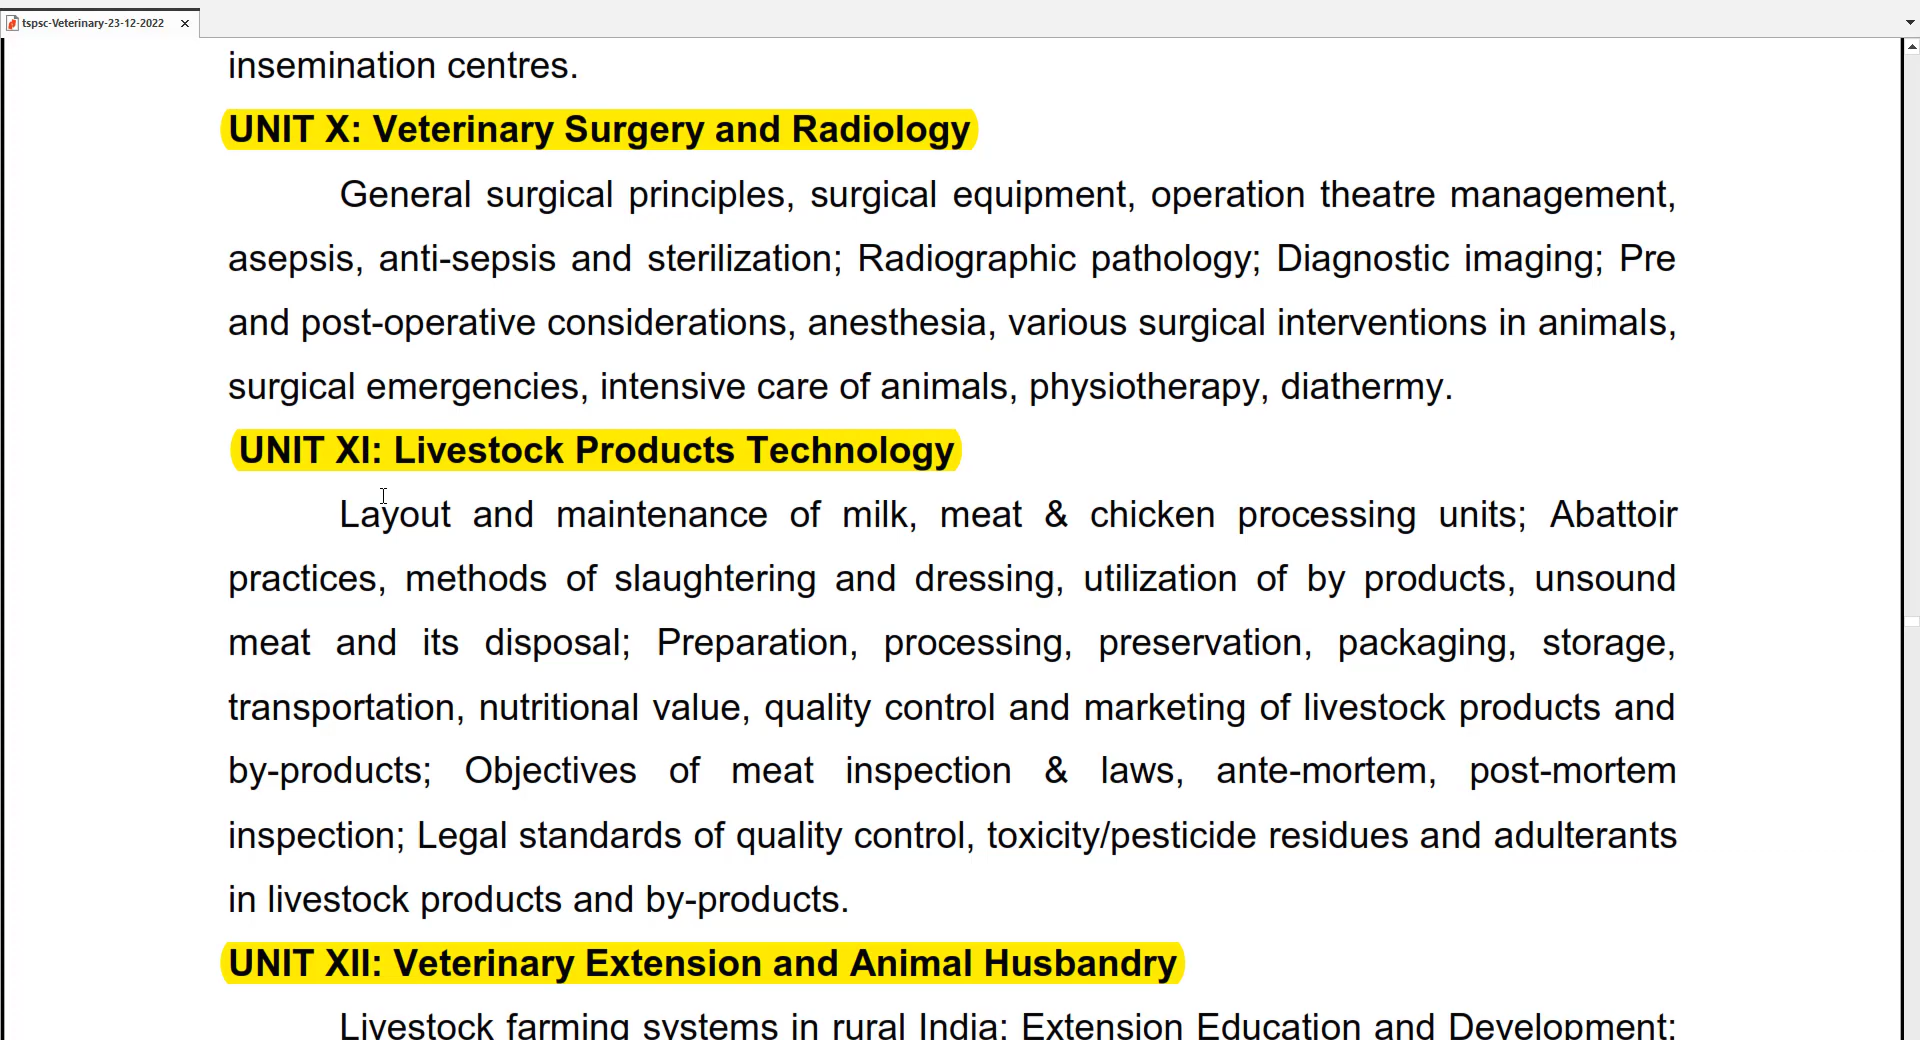 tspsc-Veterinary-23-12-2022
insemination centres.
UNIT X: Veterinary Surgery and Radiology
General surgical principles, surgical equipment, operation theatre management,
asepsis, anti-sepsis and sterilization; Radiographic pathology; Diagnostic imaging; Pre
and post-operative considerations, anesthesia, various surgical interventions in animals,
surgical emergencies, intensive care of animals, physiotherapy, diathermy.
UNIT XI: Livestock Products Technology
Layout and maintenance of milk, meat & chicken processing units; Abattoir
practices, methods of slaughtering and dressing, utilization of by products, unsound
meat and its disposal; Preparation, processing, preservation, packaging, storage,
transportation, nutritional value, quality control and marketing of livestock products and
by-products; Objectives of meat inspection & laws, ante-mortem, post-mortem
inspection; Legal standards of quality control, toxicity/pesticide residues and adulterants
in livestock products and by-products.
UNIT XII: Veterinary Extension and Animal Husbandry
Livestock farming systems in rural India; Extension Education and Development;